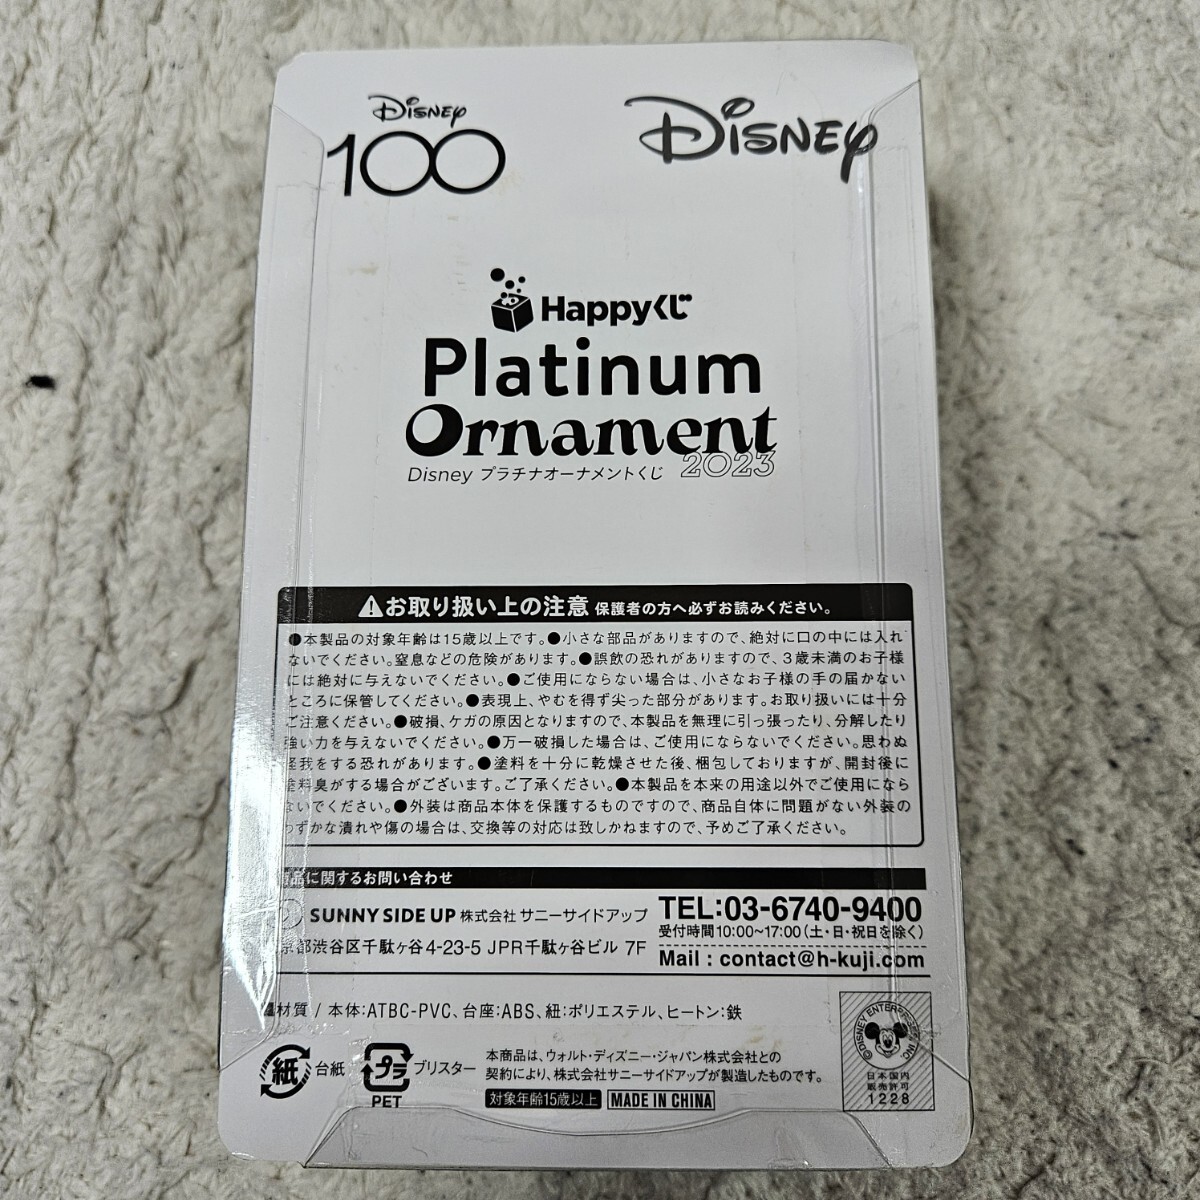 Disney
100
Disney
Happyくじ
Platinum
Ornament
2023
Disney プラチナオーナメントくじ
お取り扱い上の注意 保護者の方へ必ずお読みください。
●本製品の対象年齢は15歳以上です。●小さな部品がありますので、絶対に口の中には入れ
ないでください。窒息などの危険があります。●誤飲の恐れがありますので、3歳未満のお子様
には絶対に与えないでください。●ご使用にならない場合は、小さなお子様の手の届かない
ところに保管してください。●表現上、やむを得ず尖った部分があります。お取り扱いには十分
ご注意ください。●破損、ケガの原因となりますので、本製品を無理に引っ張ったり、分解したり
強い力を与えないでください。●万一破損した場合は、ご使用にならないでください。思わぬ
怪我をする恐れがあります。●塗料を十分に乾燥させた後、梱包しておりますが、開封後に
塗料臭がする場合がございます。ご了承ください。●本製品を本来の用途以外でご使用になら
ないでください。●外装は商品本体を保護するものですので、商品自体に問題がない外装の
わずかな潰れや傷の場合は、交換等の対応は致しかねますので、予めご了承ください。
商品に関するお問い合わせ
SUNNY SIDE UP 株式会社 サニーサイドアップ
京都渋谷区千駄ヶ谷4-23-5 JPR千駄ヶ谷ビル 7F
TEL:03-6740-9400
受付時間10:00~17:00(土・日・祝日を除く)
Mail : contact@h-kuji.com
材質 / 本体:ATBC-PVC、台座:ABS、紐:ポリエステル、ヒートン:鉄
紙 台紙
プラ ブリスター
PET
本商品は、ウォルト・ディズニー・ジャパン株式会社との
契約により、株式会社サニーサイドアップが製造したものです。
対象年齢15歳以上 MADE IN CHINA
©DISNEY ENTERPRISES, INC.
日本国内
販売許可
1228